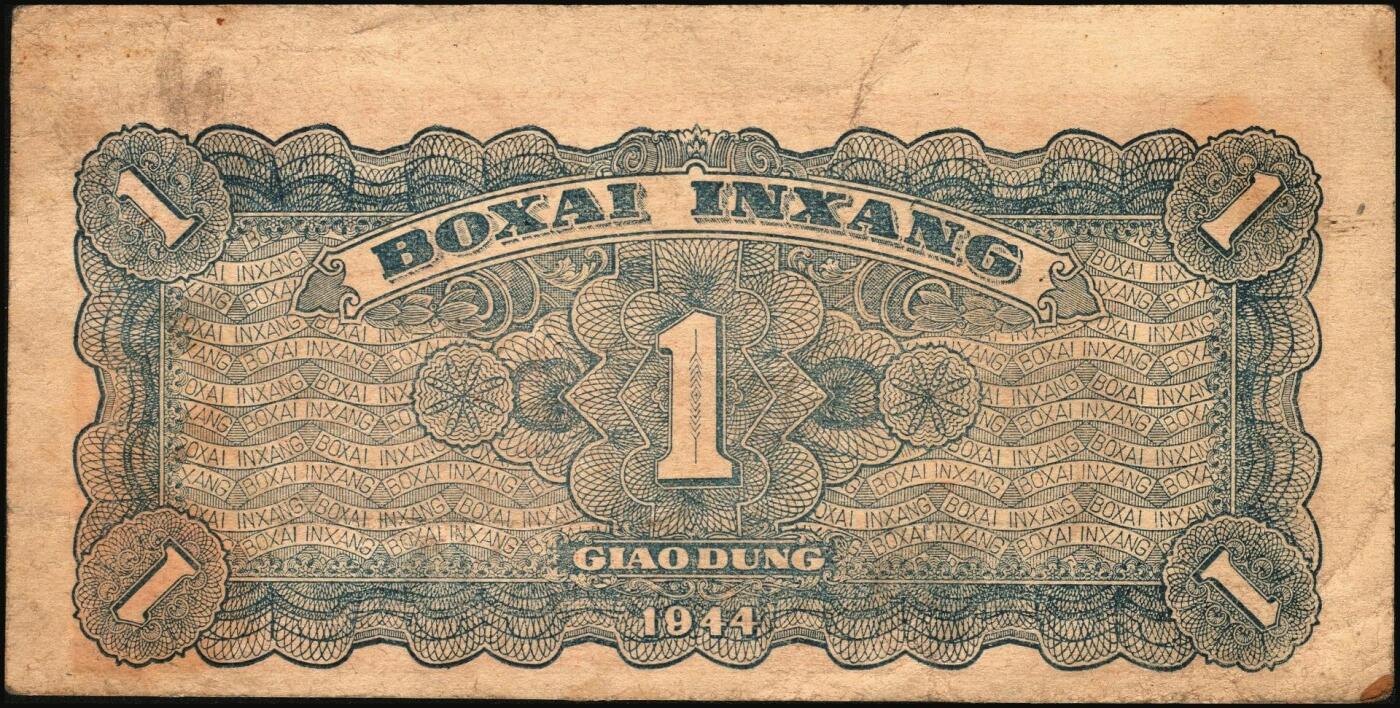 1 1
BOXAI INXANG
1
GIAO DUNG
1 1
1944